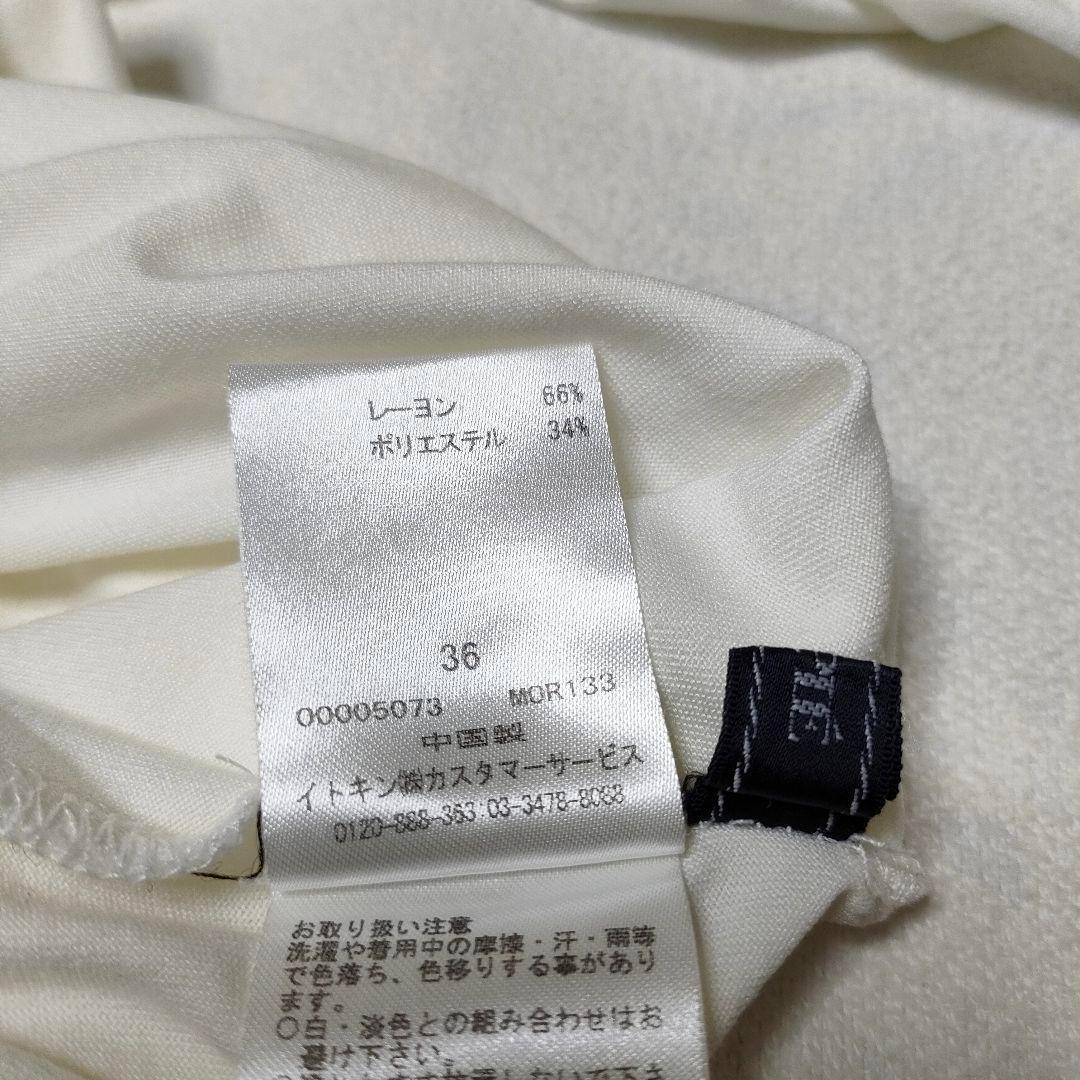 レーヨン 66%
ポリエステル 34%
36
00005073 MOR133
中国製
イトキン㈱カスタマーサービス
0120-888-363 03-3478-8088
お取り扱い注意
洗濯や着用中の摩擦・汗・雨等
で色落ち、色移りする事があり
ます。
○白・淡色との組み合わせはお
避け下さい。